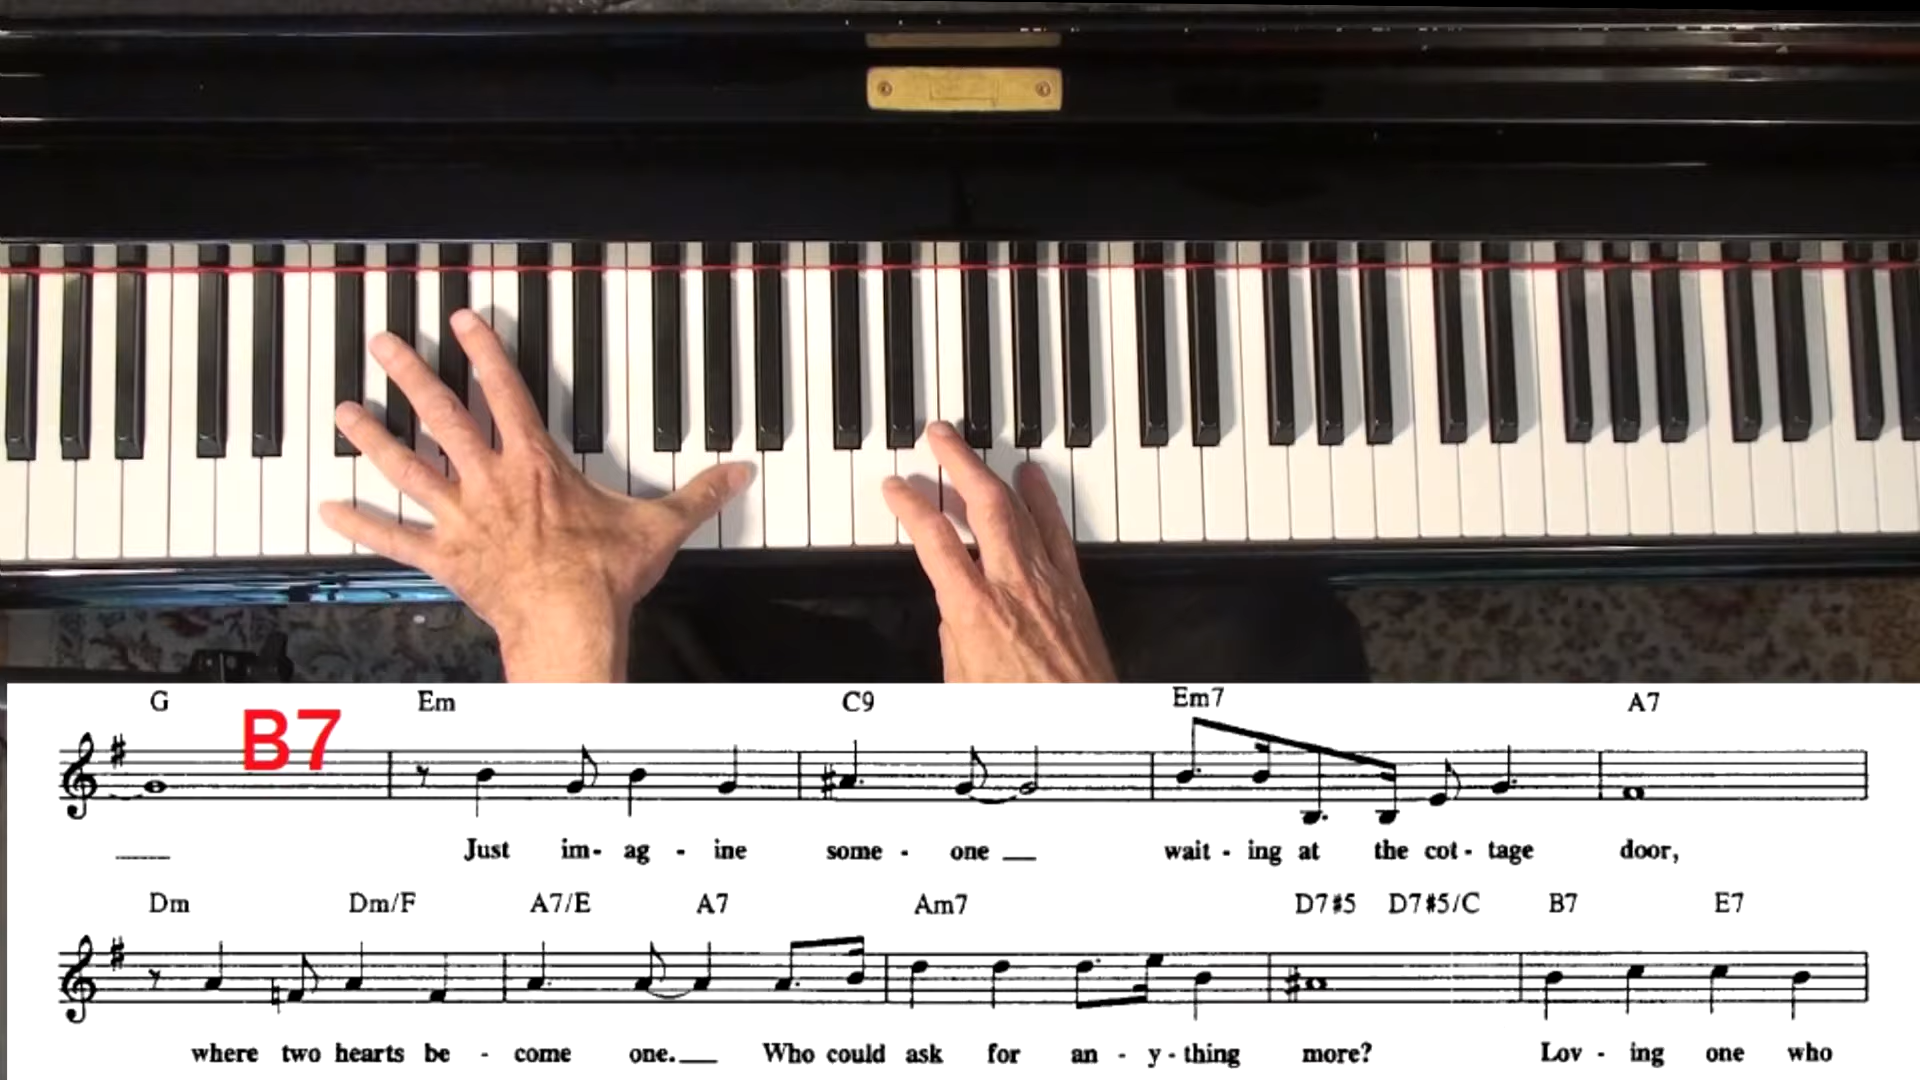 G B7 Em C9 Em7 A7
Just im- ag - ine some - one wait - ing at the cot - tage door,
Dm Dm/F A7/E A7 Am7 D7#5 D7#5/C B7 E7
where two hearts be - come one. Who could ask for an - y - thing more? Lov - ing one who